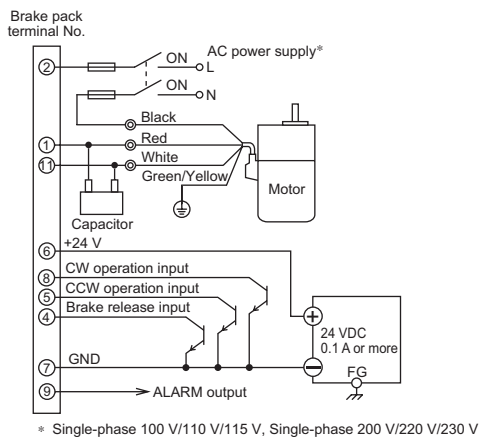 Brake pack
terminal No.
AC power supply*
2
ON
L
ON
N
Black
1
Red
11
White
Green/Yellow
Motor
Capacitor
6
+24 V
8
CW operation input
5
CCW operation input
4
Brake release input
+
24 VDC
0.1 A or more
7
GND
−
FG
9
ALARM output
* Single-phase 100 V/110 V/115 V, Single-phase 200 V/220 V/230 V